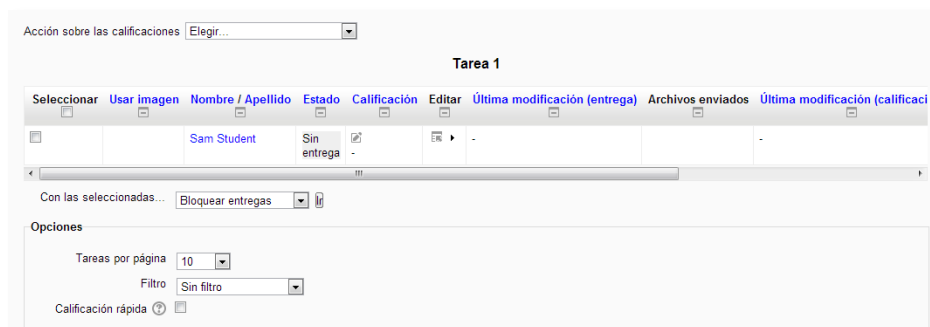 Acción sobre las calificaciones Elegir...
Tarea 1
Seleccionar Usar imagen Nombre / Apellido Estado Calificación Editar Última modificación (entrega) Archivos enviados Última modificación (calificaci
Sam Student Sin entrega - - -
Con las seleccionadas... Bloquear entregas Ir
Opciones
Tareas por página 10
Filtro Sin filtro
Calificación rápida ?